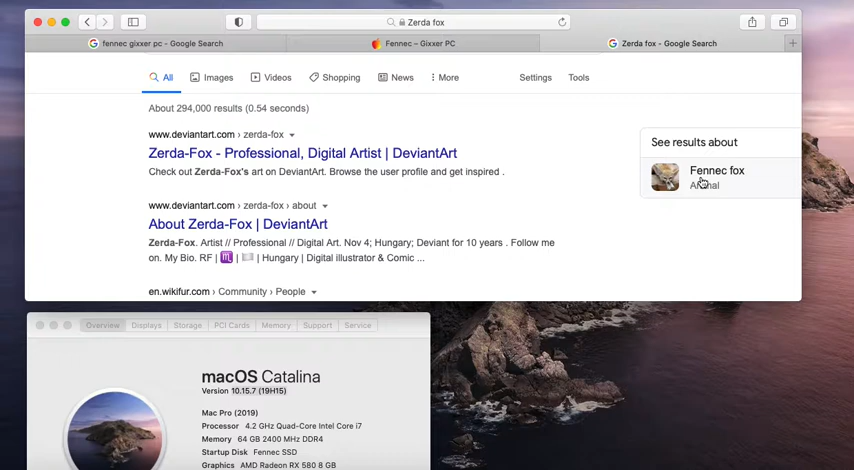 Zerda fox
fennec gixxer pc - Google Search
Fennec – Gixxer PC
Zerda fox - Google Search
All
Images
Videos
Shopping
News
More
Settings
Tools
About 294,000 results (0.54 seconds)
www.deviantart.com › zerda-fox
Zerda-Fox - Professional, Digital Artist | DeviantArt
Check out Zerda-Fox's art on DeviantArt. Browse the user profile and get inspired .
www.deviantart.com › zerda-fox › about
About Zerda-Fox | DeviantArt
Zerda-Fox. Artist // Professional // Digital Art. Nov 4; Hungary; Deviant for 10 years . Follow me
on. My Bio. RF | ♏ | 🏳 | Hungary | Digital illustrator & Comic ...
en.wikifur.com › Community › People
See results about
Fennec fox
Overview
Displays
Storage
PCI Cards
Memory
Support
Service
macOS Catalina
Version 10.15.7 (19H15)
Mac Pro (2019)
Processor 4.2 GHz Quad-Core Intel Core i7
Memory 64 GB 2400 MHz DDR4
Startup Disk Fennec SSD
Graphics AMD Radeon RX 580 8 GB